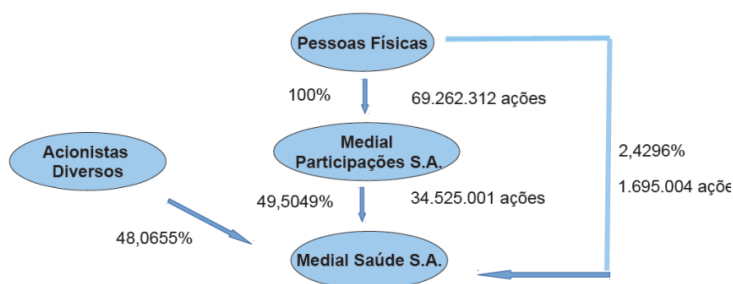 Pessoas Físicas
100%
69.262.312 ações
Acionistas
Diversos
Medial
Participações S.A.
2,4296%
1.695.004 açõe
49,5049%
34.525.001 ações
48,0655%
Medial Saúde S.A.